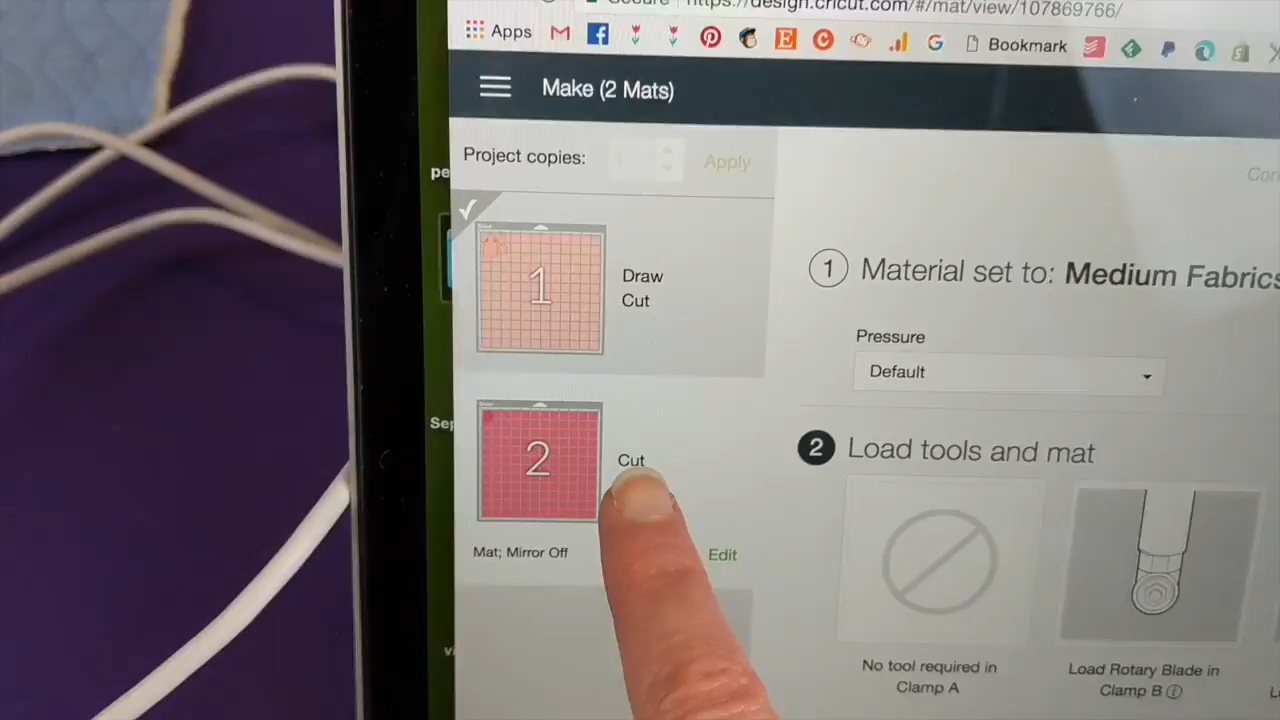 https://design.cricut.com/#/mat/view/107869766/
Apps
Bookmark
Make (2 Mats)
Project copies:
1
Apply
1
Draw
Cut
2
Cut
Mat; Mirror Off
Edit
1 Material set to: Medium Fabrics
Pressure
Default
2 Load tools and mat
No tool required in
Clamp A
Load Rotary Blade in
Clamp B